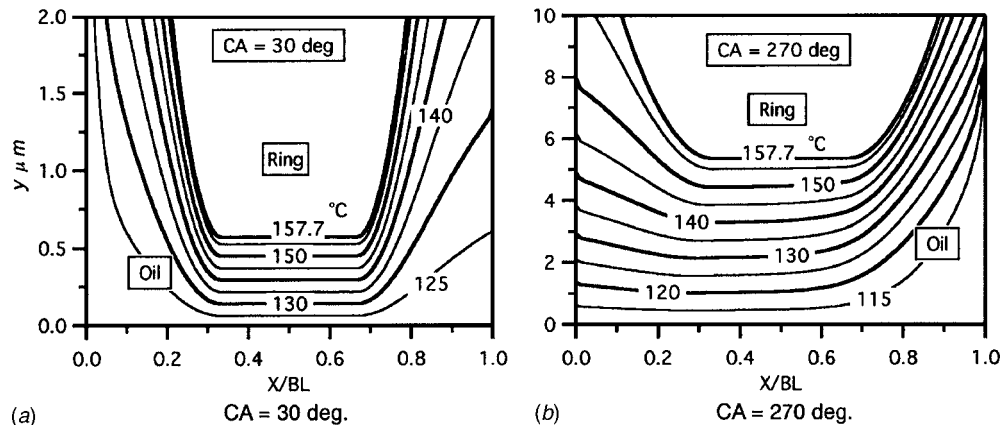 2.0
1.5
1.0
0.5
0.0
y μm
CA = 30 deg
Ring
Oil
°C
157.7
150
130
140
125
0.0 0.2 0.4 0.6 0.8 1.0
X/BL
(a) CA = 30 deg.
10
8
6
4
2
0
CA = 270 deg
Ring
°C
157.7
150
140
130
120
115
Oil
0.0 0.2 0.4 0.6 0.8 1.0
X/BL
(b) CA = 270 deg.